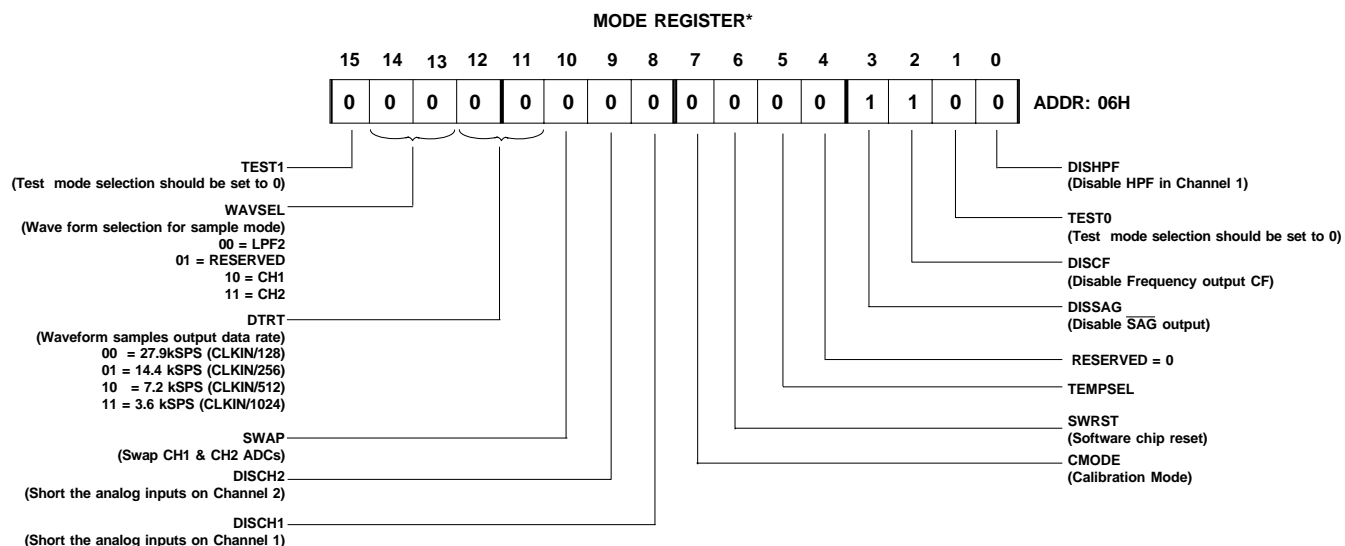 MODE REGISTER*
15 14 13 12 11 10 9 8 7 6 5 4 3 2 1 0
0 0 0 0 0 0 0 0 0 0 0 0 1 1 0 0 ADDR: 06H
TEST1
(Test mode selection should be set to 0)
WAVSEL
(Wave form selection for sample mode)
00 = LPF2
01 = RESERVED
10 = CH1
11 = CH2
DTRT
(Waveform samples output data rate)
00 = 27.9kSPS (CLKIN/128)
01 = 14.4 kSPS (CLKIN/256)
10 = 7.2 kSPS (CLKIN/512)
11 = 3.6 kSPS (CLKIN/1024)
SWAP
(Swap CH1 & CH2 ADCs)
DISCH2
(Short the analog inputs on Channel 2)
DISCH1
(Short the analog inputs on Channel 1)
DISHPF
(Disable HPF in Channel 1)
TEST0
(Test mode selection should be set to 0)
DISCF
(Disable Frequency output CF)
DISSAG
(Disable SAG output)
RESERVED = 0
TEMPSEL
SWRST
(Software chip reset)
CMODE
(Calibration Mode)